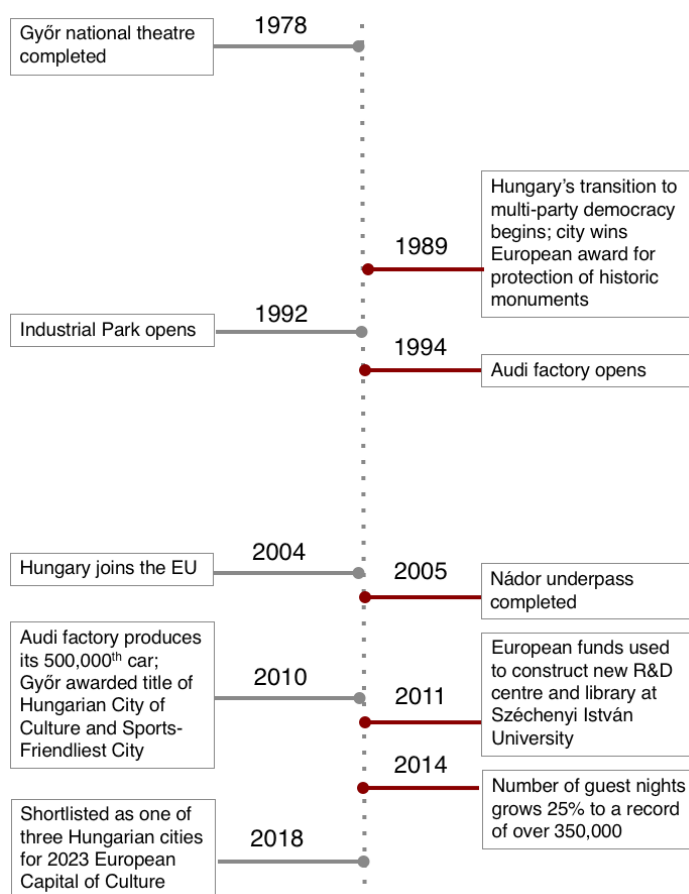 Győr national theatre
completed
1978
Hungary’s transition to
multi-party democracy
begins; city wins
European award for
protection of historic
monuments
1989
Industrial Park opens
1992
1994
Audi factory opens
Hungary joins the EU
2004
2005
Nádor underpass
completed
Audi factory produces
its 500,000th car;
Győr awarded title of
Hungarian City of
Culture and Sports-
Friendliest City
2010
2011
European funds used
to construct new R&D
centre and library at
Széchenyi István
University
2014
Number of guest nights
grows 25% to a record
of over 350,000
Shortlisted as one of
three Hungarian cities
for 2023 European
Capital of Culture
2018